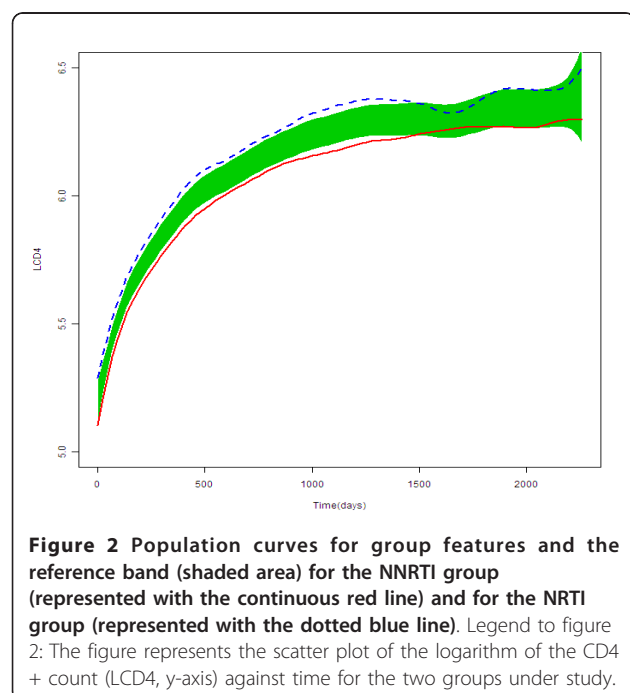 6.5
6.0
5.5
5.0
LCD4
0 500 1000 1500 2000
Time(days)
Figure 2 Population curves for group features and the
reference band (shaded area) for the NNRTI group
(represented with the continuous red line) and for the NRTI
group (represented with the dotted blue line). Legend to figure
2: The figure represents the scatter plot of the logarithm of the CD4
+ count (LCD4, y-axis) against time for the two groups under study.